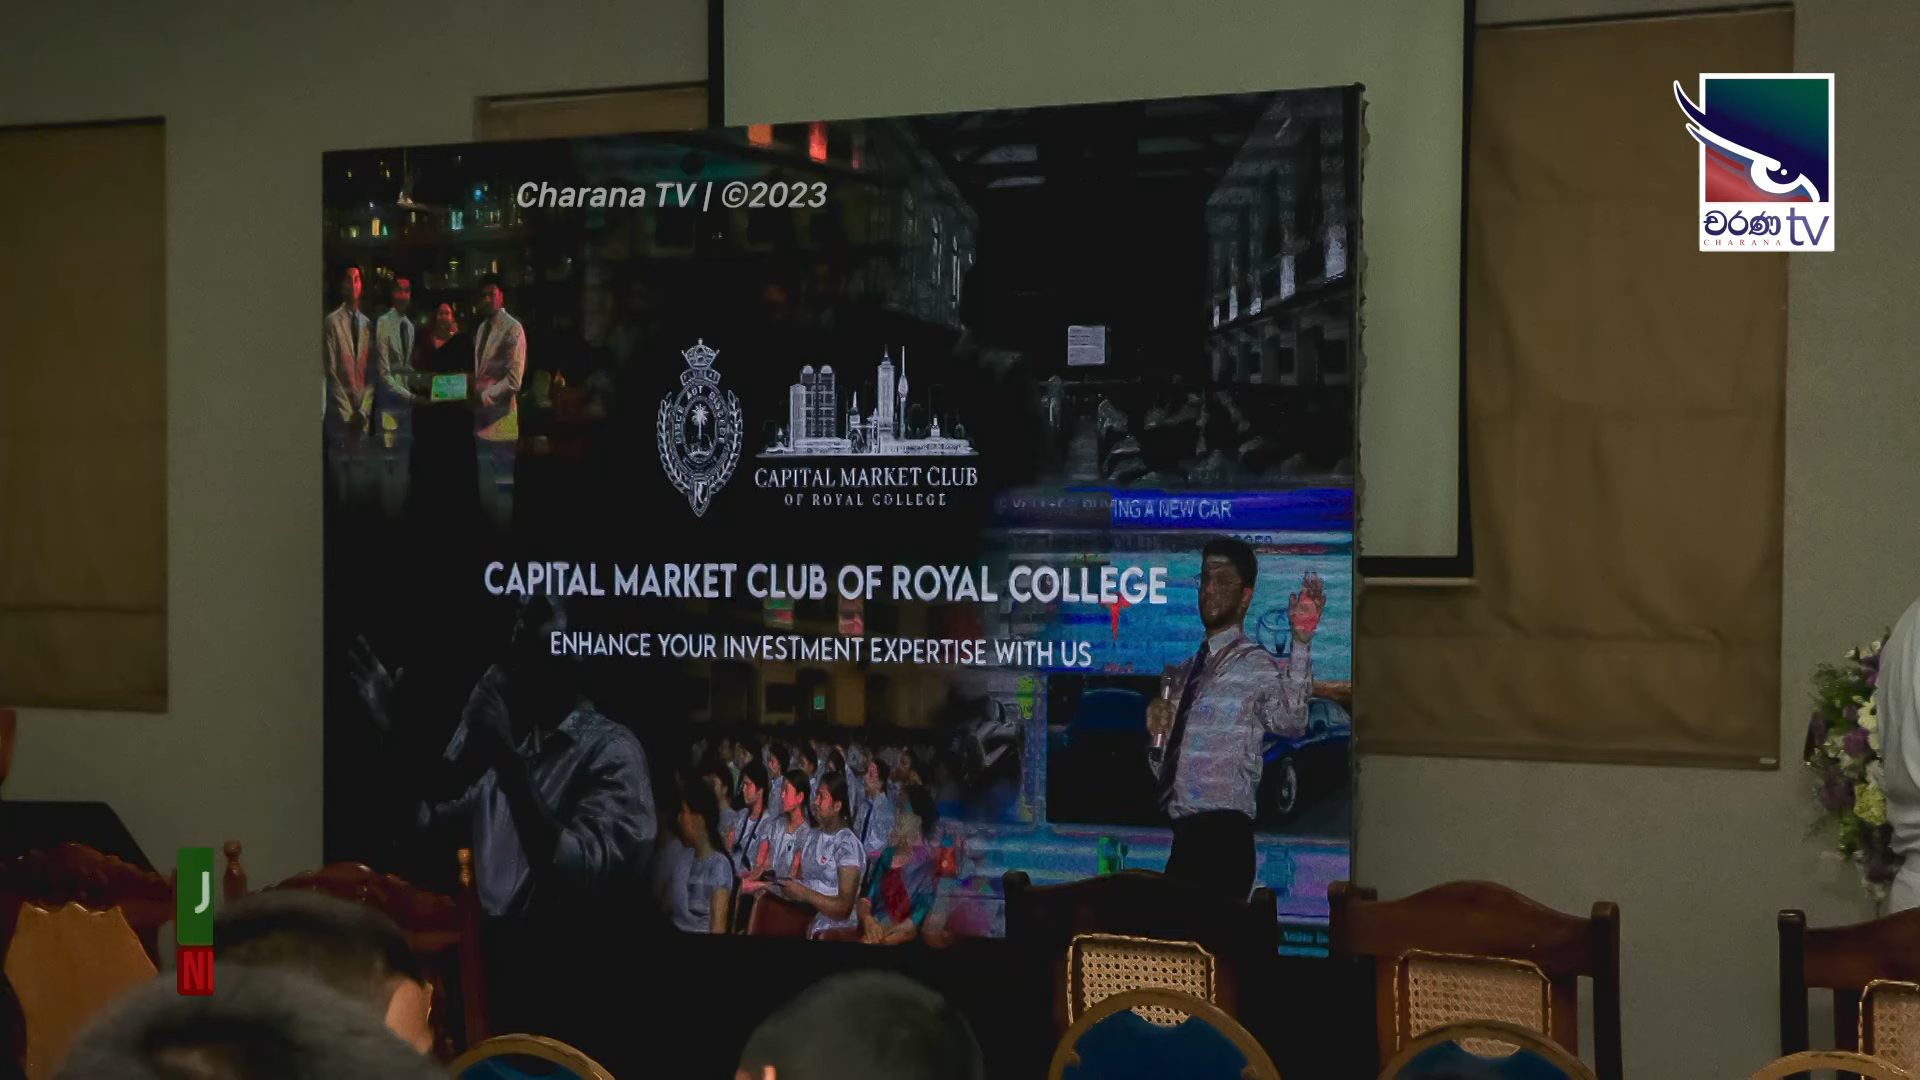 Charana TV | ©2023
චරණ tv
CHARANA
CAPITAL MARKET CLUB
OF ROYAL COLLEGE
ING A NEW CAR
CAPITAL MARKET CLUB OF ROYAL COLLEGE
ENHANCE YOUR INVESTMENT EXPERTISE WITH US
J